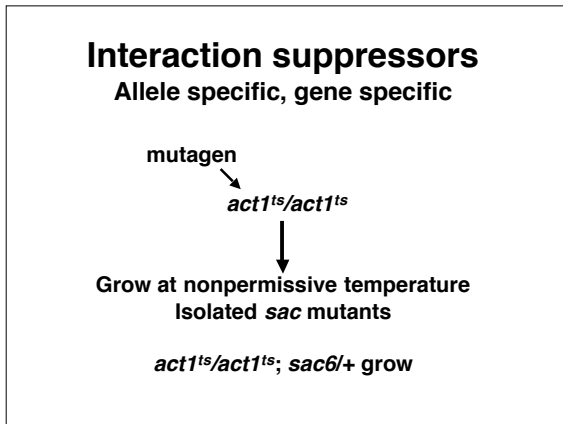 Interaction suppressors
Allele specific, gene specific
mutagen
act1ts/act1ts
Grow at nonpermissive temperature
Isolated sac mutants
act1ts/act1ts; sac6/+ grow